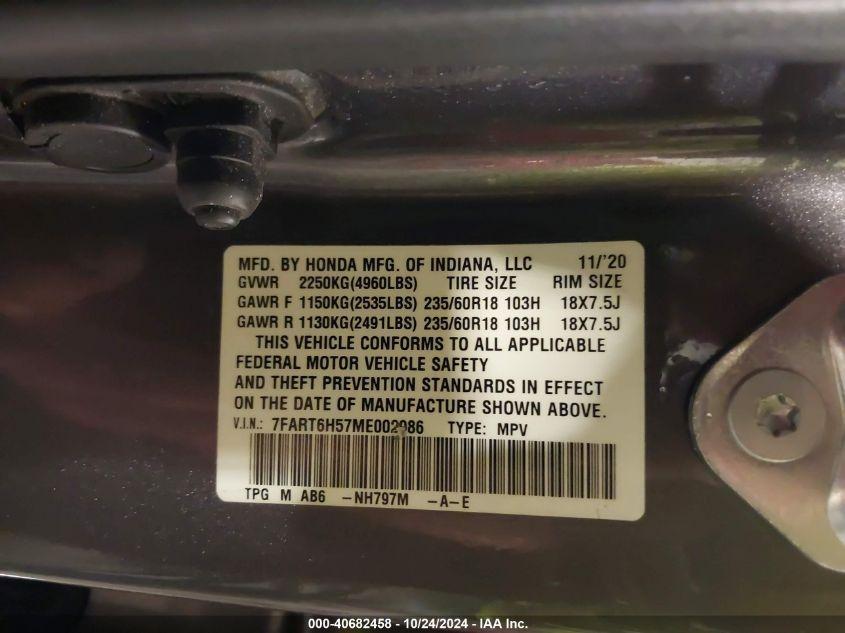 MFD. BY HONDA MFG. OF INDIANA, LLC 11/'20
GVWR 2250KG(4960LBS) TIRE SIZE RIM SIZE
GAWR F 1150KG(2535LBS) 235/60R18 103H 18X7.5J
GAWR R 1130KG(2491LBS) 235/60R18 103H 18X7.5J
THIS VEHICLE CONFORMS TO ALL APPLICABLE
FEDERAL MOTOR VEHICLE SAFETY
AND THEFT PREVENTION STANDARDS IN EFFECT
ON THE DATE OF MANUFACTURE SHOWN ABOVE.
V.I.N.: TYPE: MPV
TPG M AB6 -NH797M -A-E
000-40682458 - 10/24/2024 - IAA Inc.